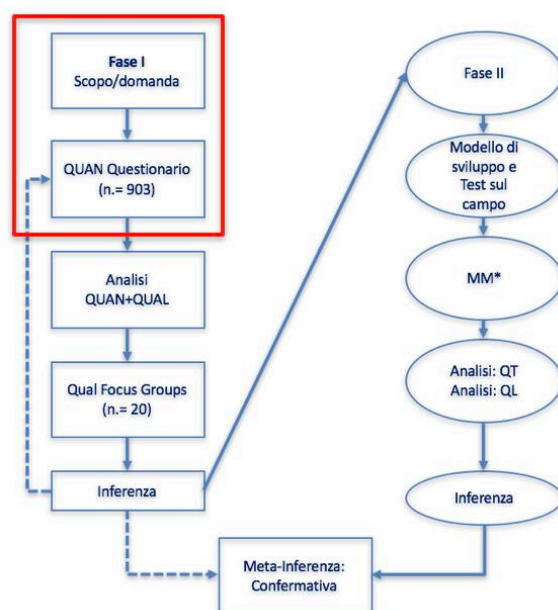 Fase I
Scopo/domanda
QUAN Questionario
(n.= 903)
Analisi
QUAN+QUAL
Qual Focus Groups
(n.= 20)
Inferenza
Fase II
Modello di
sviluppo e
Test sul
campo
MM*
Analisi: QT
Analisi: QL
Inferenza
Meta-Inferenza:
Confermativa